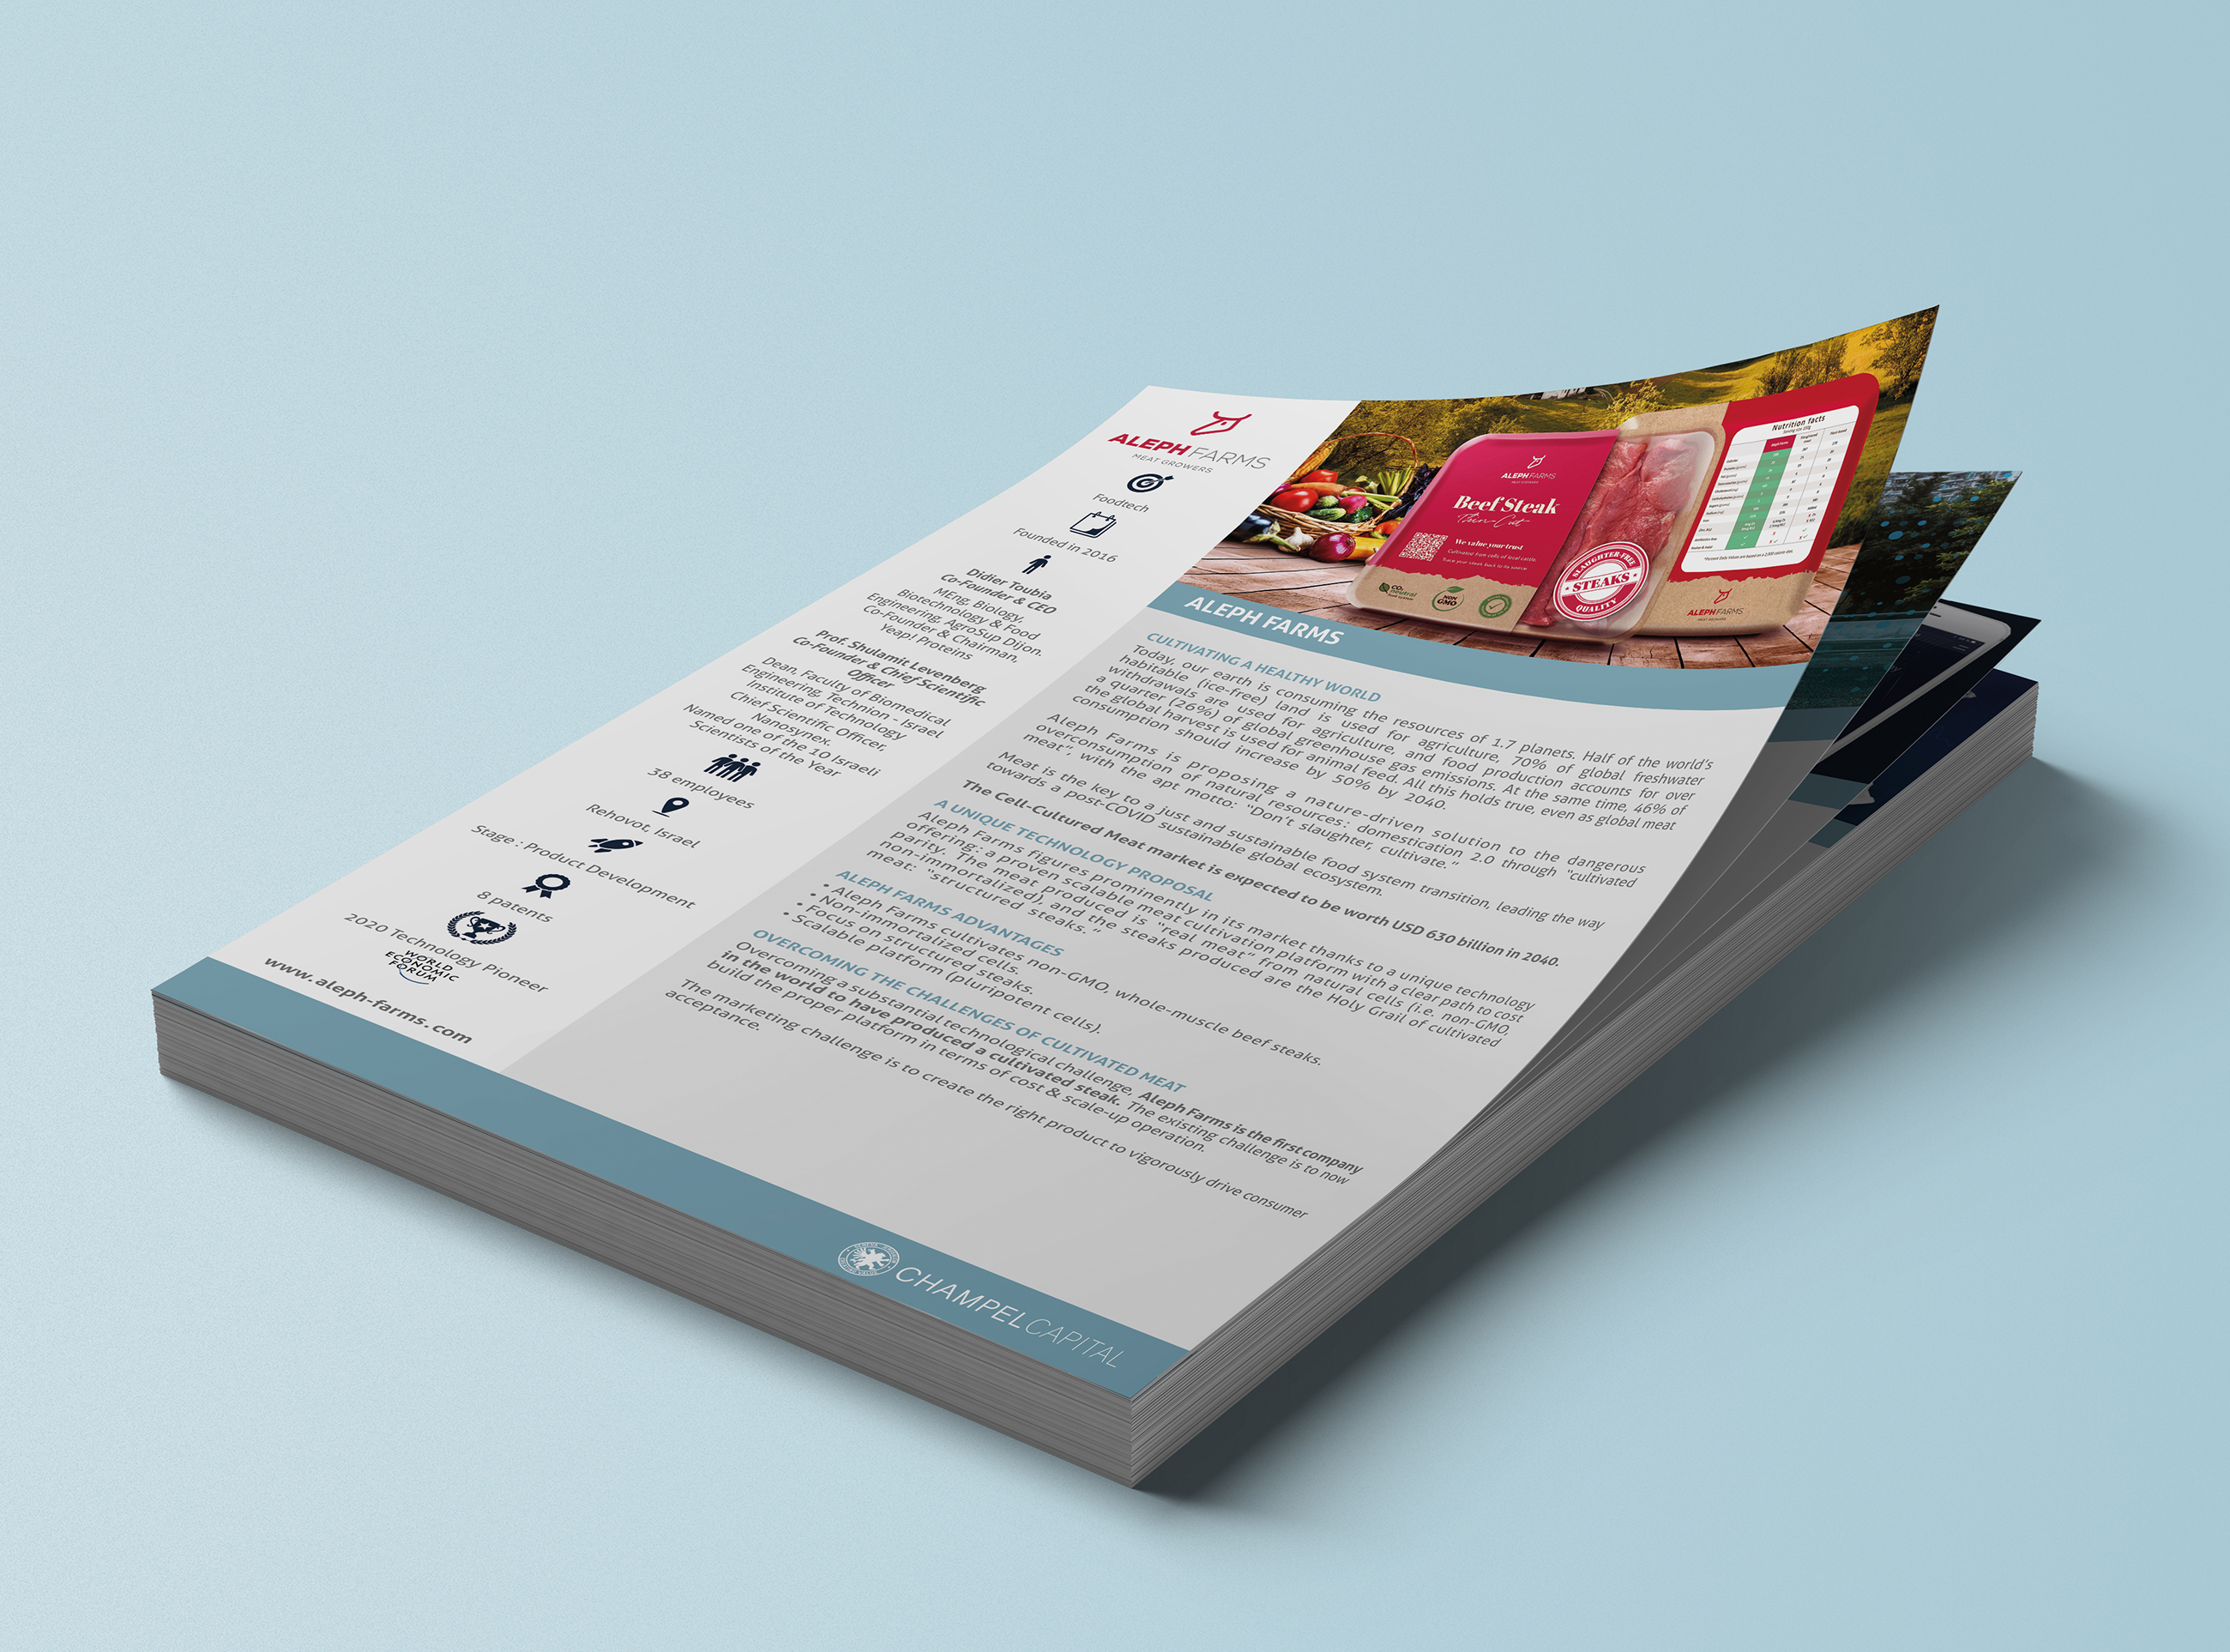 ALEPH FARMS
MEAT GROWERS
Foodtech
Founded in 2016
Didier Toubia
Co-Founder & CEO
MEng, Biology,
Biotechnology & Food
Engineering, AgroSup Dijon.
Co-Founder & Chairman,
Yeap! Proteins
Prof. Shulamit Levenberg
Co-Founder & Chief Scientific
Officer
Dean, Faculty of Biomedical
Engineering, Technion - Israel
Institute of Technology
Chief Scientific Officer,
Nanosynex.
Named one of the 10 Israeli
Scientists of the Year
38 employees
Rehovot, Israel
Stage : Product Development
8 patents
2020 Technology Pioneer
WORLD
ECONOMIC
FORUM
www.aleph-farms.com
ALEPH FARMS
MEAT GROWERS
Beef Steak
Thin-Cut
We value your trust
Cultivated from cells of local cattle.
Trace your steak back to its source
CO₂
neutral
NON
GMO
SLAUGHTER-FREE
STEAKS
QUALITY
Nutrition facts
ALEPH FARMS
ALEPH FARMS
CULTIVATING A HEALTHY WORLD
Today, our earth is consuming the resources of 1.7 planets. Half of the world's
habitable (ice-free) land is used for agriculture, 70% of global freshwater
withdrawals are used for agriculture, and food production accounts for over
a quarter (26%) of global greenhouse gas emissions. At the same time, 46% of
the global harvest is used for animal feed. All this holds true, even as global meat
consumption should increase by 50% by 2040.
Aleph Farms is proposing a nature-driven solution to the dangerous
overconsumption of natural resources: domestication 2.0 through "cultivated
meat", with the apt motto: "Don't slaughter, cultivate."
Meat is the key to a just and sustainable food system transition, leading the way
towards a post-COVID sustainable global ecosystem.
The Cell-Cultured Meat market is expected to be worth USD 630 billion in 2040.
A UNIQUE TECHNOLOGY PROPOSAL
Aleph Farms figures prominently in its market thanks to a unique technology
offering: a proven scalable meat cultivation platform with a clear path to cost
parity. The meat produced is "real meat" from natural cells (i.e. non-GMO,
non-immortalized), and the steaks produced are the Holy Grail of cultivated
meat: "structured steaks."
ALEPH FARMS ADVANTAGES
• Aleph Farms cultivates non-GMO, whole-muscle beef steaks.
• Non-immortalized cells.
• Focus on structured steaks.
• Scalable platform (pluripotent cells).
OVERCOMING THE CHALLENGES OF CULTIVATED MEAT
Overcoming a substantial technological challenge, Aleph Farms is the first company
in the world to have produced a cultivated steak. The existing challenge is to now
build the proper platform in terms of cost & scale-up operation.
The marketing challenge is to create the right product to vigorously drive consumer
acceptance.
CHAMPEL CAPITAL